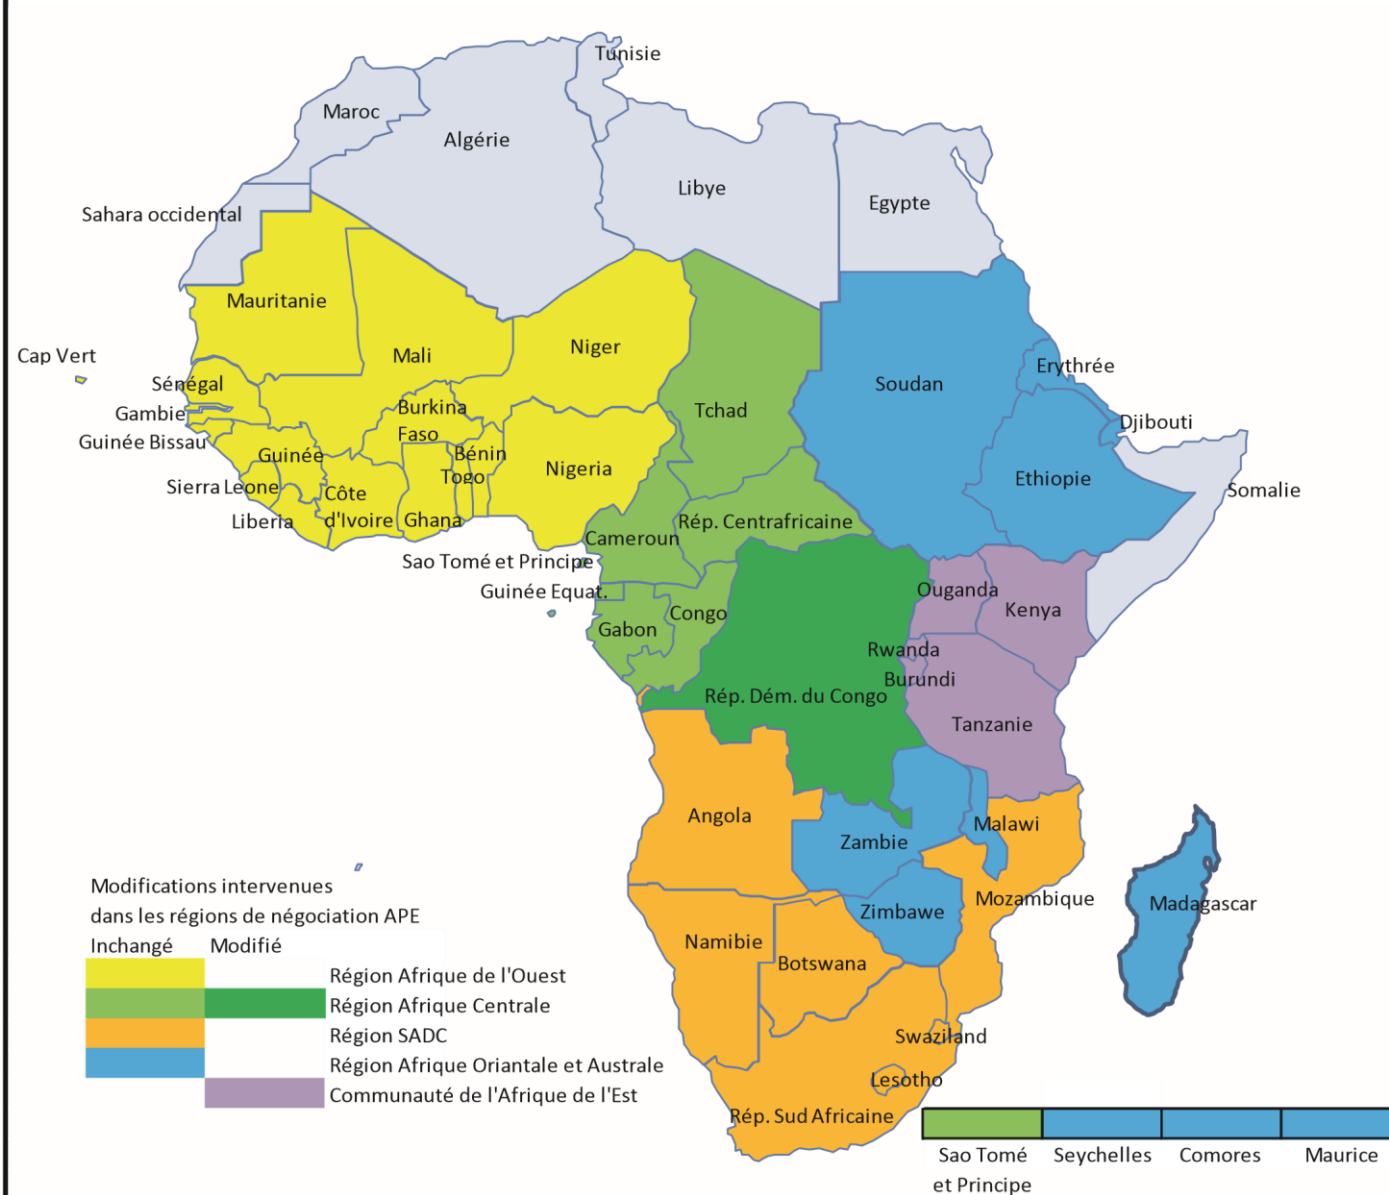 Tunisie
Maroc
Algérie
Libye
Egypte
Sahara occidental
Mauritanie
Mali
Niger
Cap Vert
Sénégal
Erythrée
Soudan
Tchad
Burkina
Faso
Gambie
Djibouti
Guinée Bissau
Guinée
Bénin
Togo
Nigeria
Ethiopie
Somalie
Sierra Leone
Côte
d'Ivoire
Liberia
Ghana
Rép. Centrafricaine
Cameroun
Sao Tomé et Principe
Guinée Equat.
Ouganda
Kenya
Congo
Gabon
Rwanda
Burundi
Rép. Dém. du Congo
Tanzanie
Angola
Malawi
Zambie
Mozambique
Madagascar
Zimbawe
Namibie
Botswana
Swaziland
Lesotho
Rép. Sud Africaine
Modifications intervenues
dans les régions de négociation APE
Inchangé Modifié
Région Afrique de l'Ouest
Région Afrique Centrale
Région SADC
Région Afrique Oriantale et Australe
Communauté de l'Afrique de l'Est
Sao Tomé
et Principe
Seychelles
Comores
Maurice